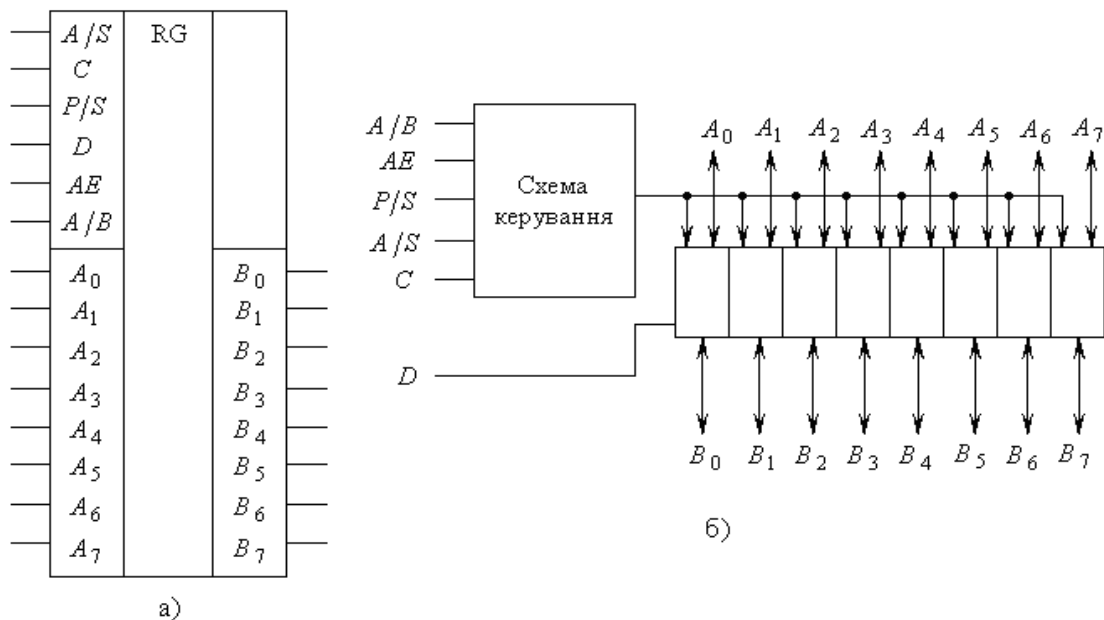 A/S RG
C
P/S
D
AE
A/B
A₀ B₀
A₁ B₁
A₂ B₂
A₃ B₃
A₄ B₄
A₅ B₅
A₆ B₆
A₇ B₇
а)
A/B
AE
P/S
A/S
C
D
Схема
керування
A₀ A₁ A₂ A₃ A₄ A₅ A₆ A₇
B₀ B₁ B₂ B₃ B₄ B₅ B₆ B₇
б)